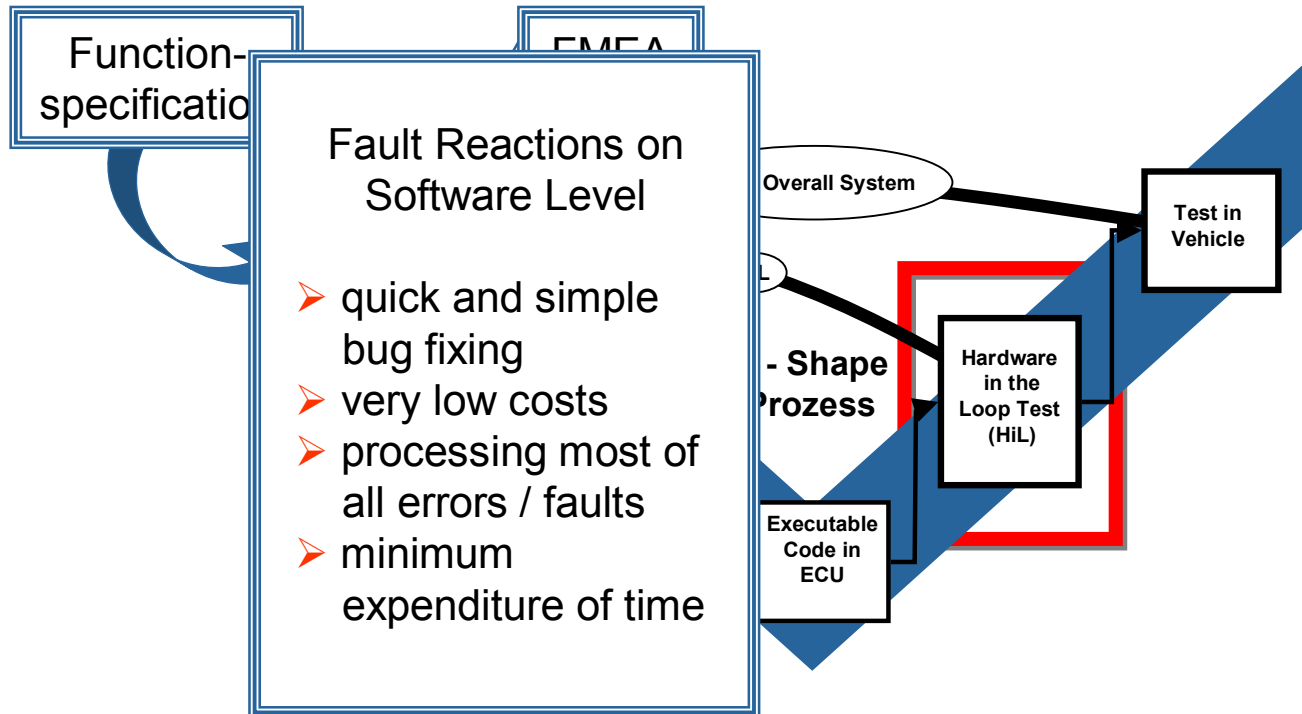 Function-
specificatio
FMEA
Fault Reactions on
Software Level
➢ quick and simple
bug fixing
➢ very low costs
➢ processing most of
all errors / faults
➢ minimum
expenditure of time
Overall System
L
- Shape
Prozess
Test in
Vehicle
Hardware
in the
Loop Test
(HiL)
Executable
Code in
ECU